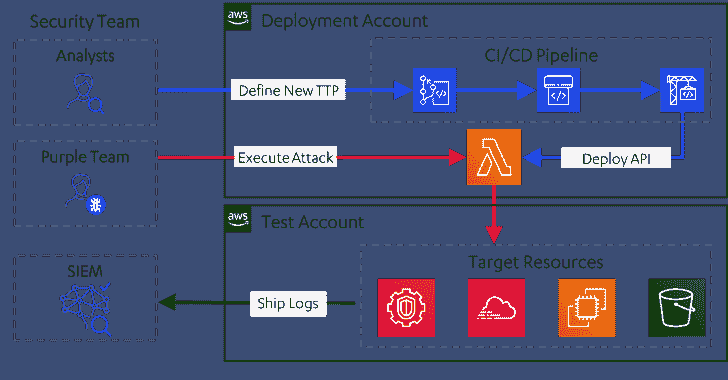 Security Team
Analysts
Purple Team
SIEM
aws
Deployment Account
CI/CD Pipeline
Define New TTP
Execute Attack
Deploy API
aws
Test Account
Target Resources
Ship Logs